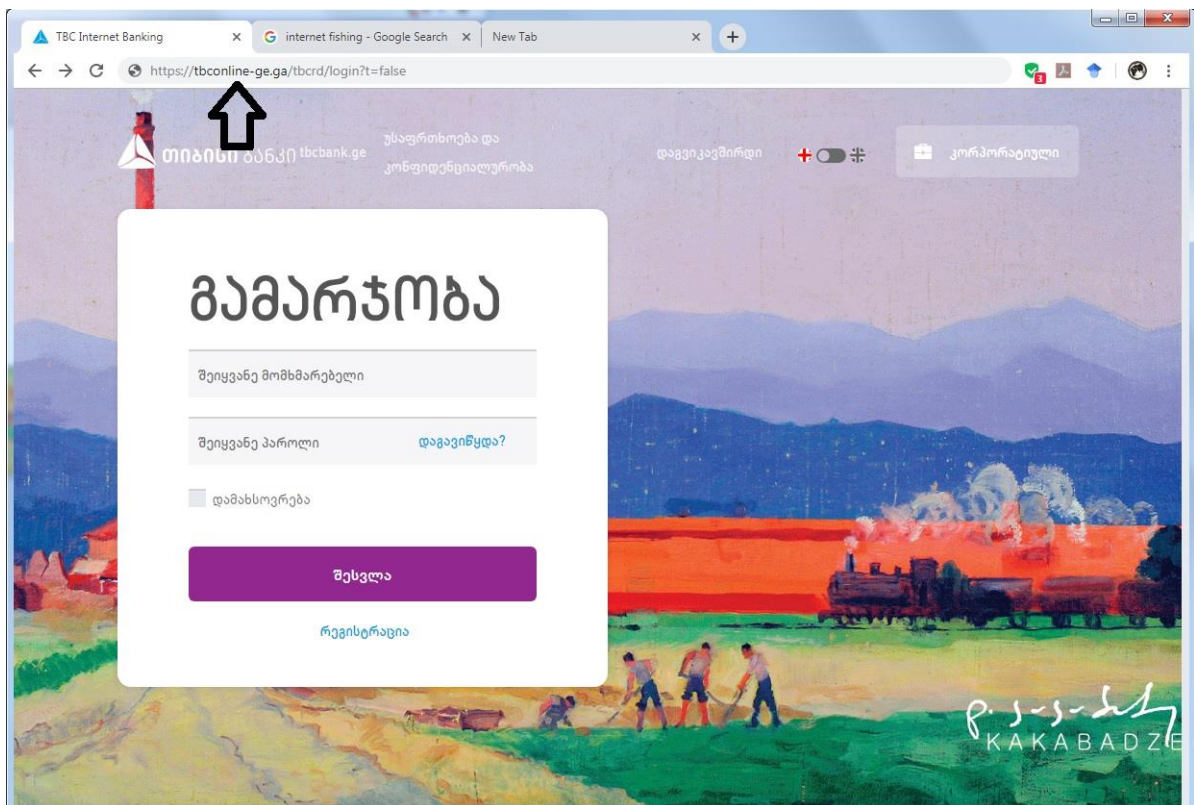 TBC Internet Banking
internet fishing - Google Search
New Tab
https://tbconline-ge.ga/tbcrd/login?t=false
3
თიბისი ბანკი tbcbank.ge
უსაფრთხოება და
კონფიდენციალურობა
დაგვიკავშირდი
კორპორატიული
გამარჯობა
შეიყვანე მომხმარებელი
შეიყვანე პაროლი
დაგავიწყდა?
დამახსოვრება
შესვლა
რეგისტრაცია
KAKABADZE